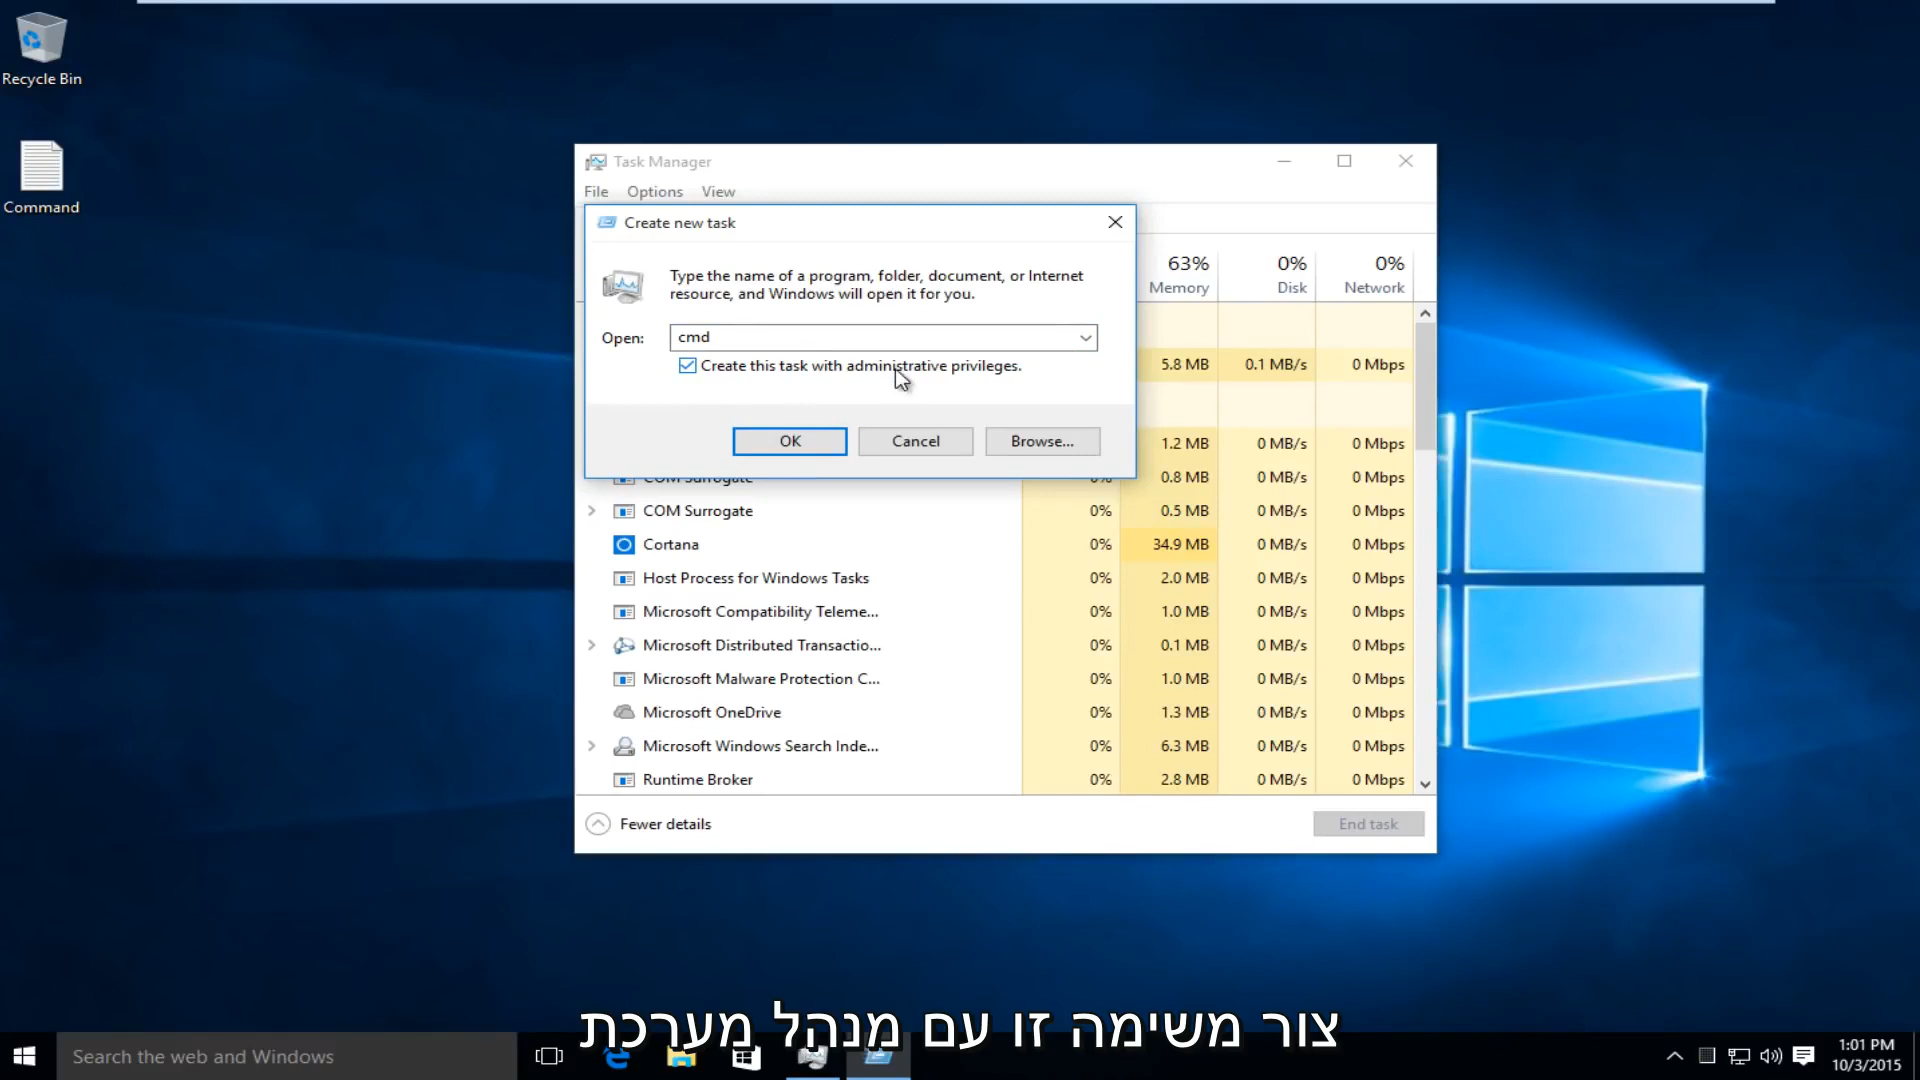 Recycle Bin
Command
Task Manager
File Options View
Create new task
Type the name of a program, folder, document, or Internet
resource, and Windows will open it for you.
Open: cmd
Create this task with administrative privileges.
OK Cancel Browse...
63% 0% 0%
Memory Disk Network
5.8 MB 0.1 MB/s 0 Mbps
1.2 MB 0 MB/s 0 Mbps
COM Surrogate 0% 0.8 MB 0 MB/s 0 Mbps
COM Surrogate 0% 0.5 MB 0 MB/s 0 Mbps
Cortana 0% 34.9 MB 0 MB/s 0 Mbps
Host Process for Windows Tasks 0% 2.0 MB 0 MB/s 0 Mbps
Microsoft Compatibility Teleme... 0% 1.0 MB 0 MB/s 0 Mbps
Microsoft Distributed Transactio... 0% 0.1 MB 0 MB/s 0 Mbps
Microsoft Malware Protection C... 0% 1.0 MB 0 MB/s 0 Mbps
Microsoft OneDrive 0% 1.3 MB 0 MB/s 0 Mbps
Microsoft Windows Search Inde... 0% 6.3 MB 0 MB/s 0 Mbps
Runtime Broker 0% 2.8 MB 0 MB/s 0 Mbps
Fewer details End task
צור משימה זו עם מנהל מערכת
Search the web and Windows
1:01 PM
10/3/2015